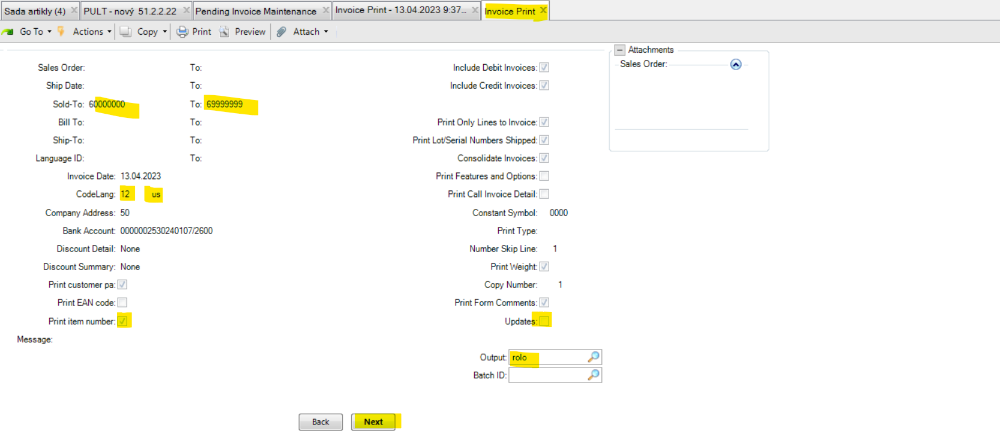 Sada artikly (4) PULT - nový 51.2.2.22 Pending Invoice Maintenance Invoice Print - 13.04.2023 9:37... Invoice Print
Go To Actions Copy Print Preview Attach
Attachments
Sales Order:
Sales Order: To: Include Debit Invoices:
Ship Date: To: Include Credit Invoices:
Sold-To: 60000000 To: 69999999
Bill To: To: Print Only Lines to Invoice:
Ship-To: To: Print Lot/Serial Numbers Shipped:
Language ID: To: Consolidate Invoices:
Invoice Date: 13.04.2023 Print Features and Options:
CodeLang: 12 us Print Call Invoice Detail:
Company Address: 50 Constant Symbol: 0000
Bank Account: 0000002530240107/2600 Print Type:
Discount Detail: None Number Skip Line: 1
Discount Summary: None Print Weight:
Print customer pa: Copy Number: 1
Print EAN code: Print Form Comments:
Print item number: Updates:
Message:
Output: rolo
Batch ID:
Back Next